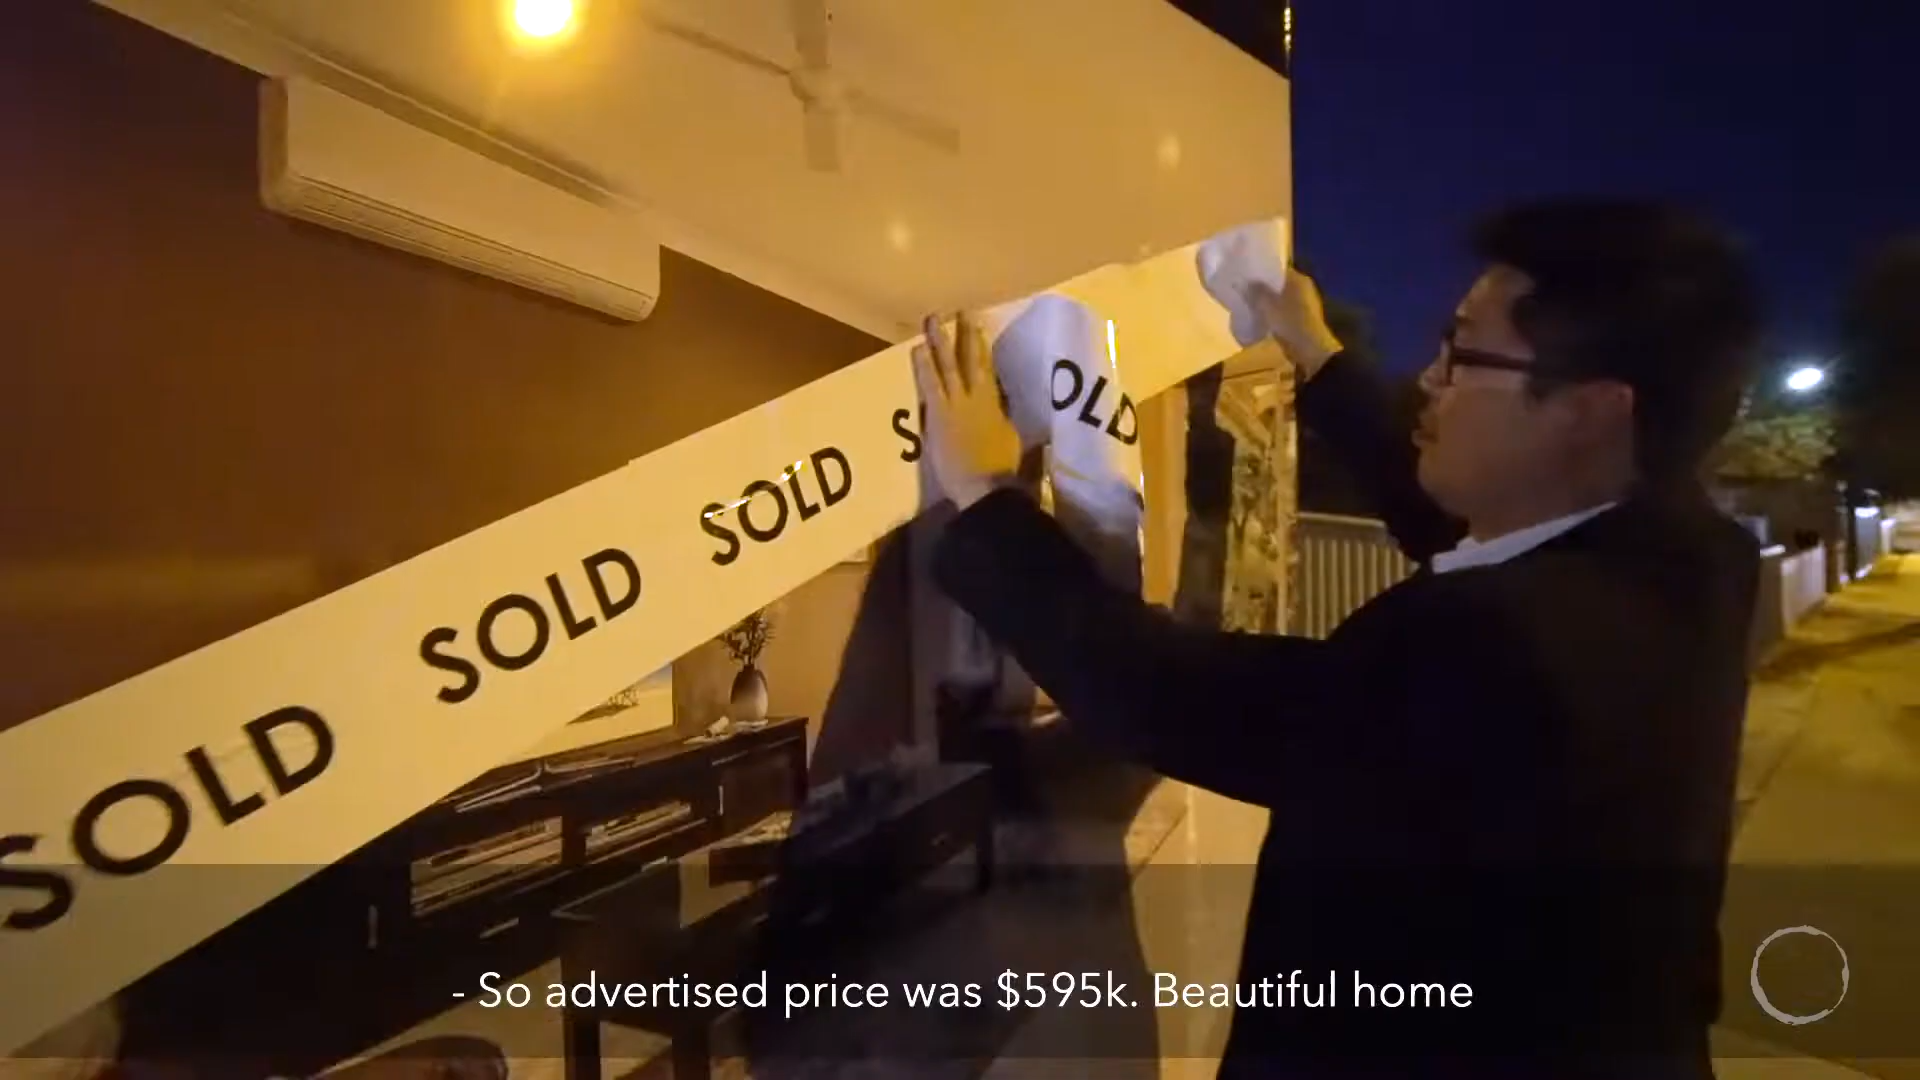 SOLD SOLD SOLD S OLD
- So advertised price was $595k. Beautiful home